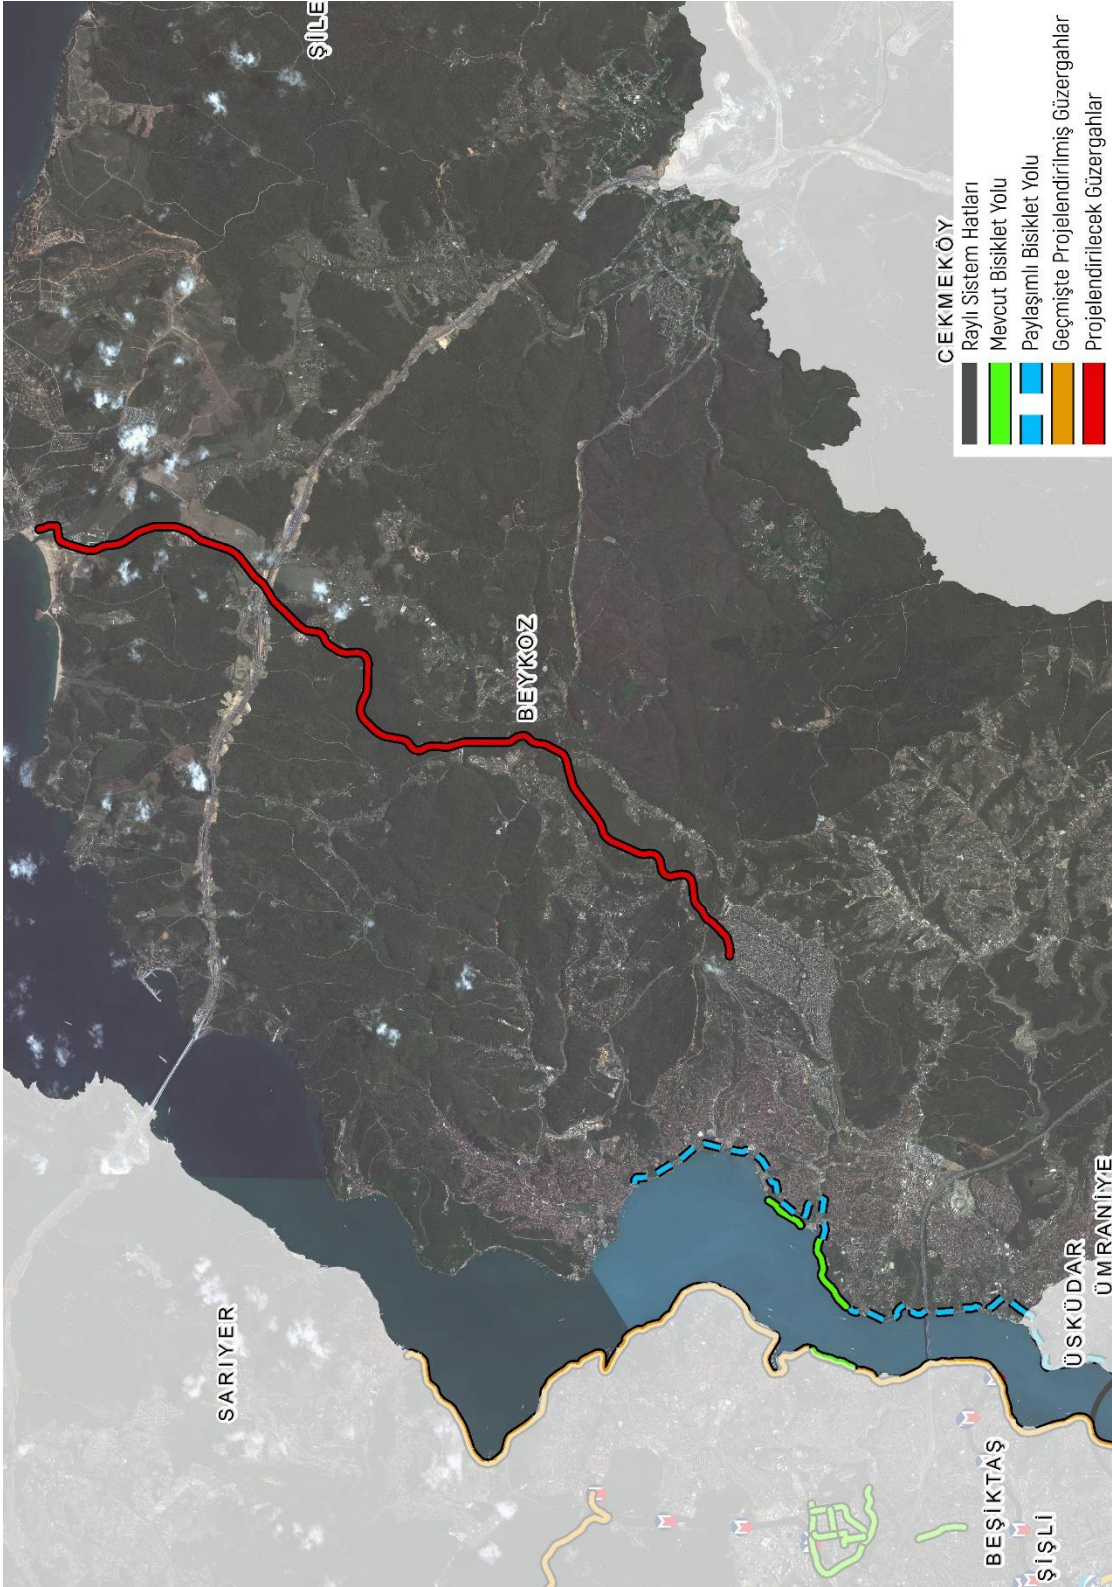 ŞİLE
SARIYER
BEYKOZ
ÇEKMEKÖY
BEŞİKTAŞ
ŞİŞLİ
ÜSKÜDAR
ÜMRANİYE
Raylı Sistem Hatları
Mevcut Bisiklet Yolu
Paylaşımlı Bisiklet Yolu
Geçmişte Projelendirilmiş Güzergahlar
Projelendirilecek Güzergahlar